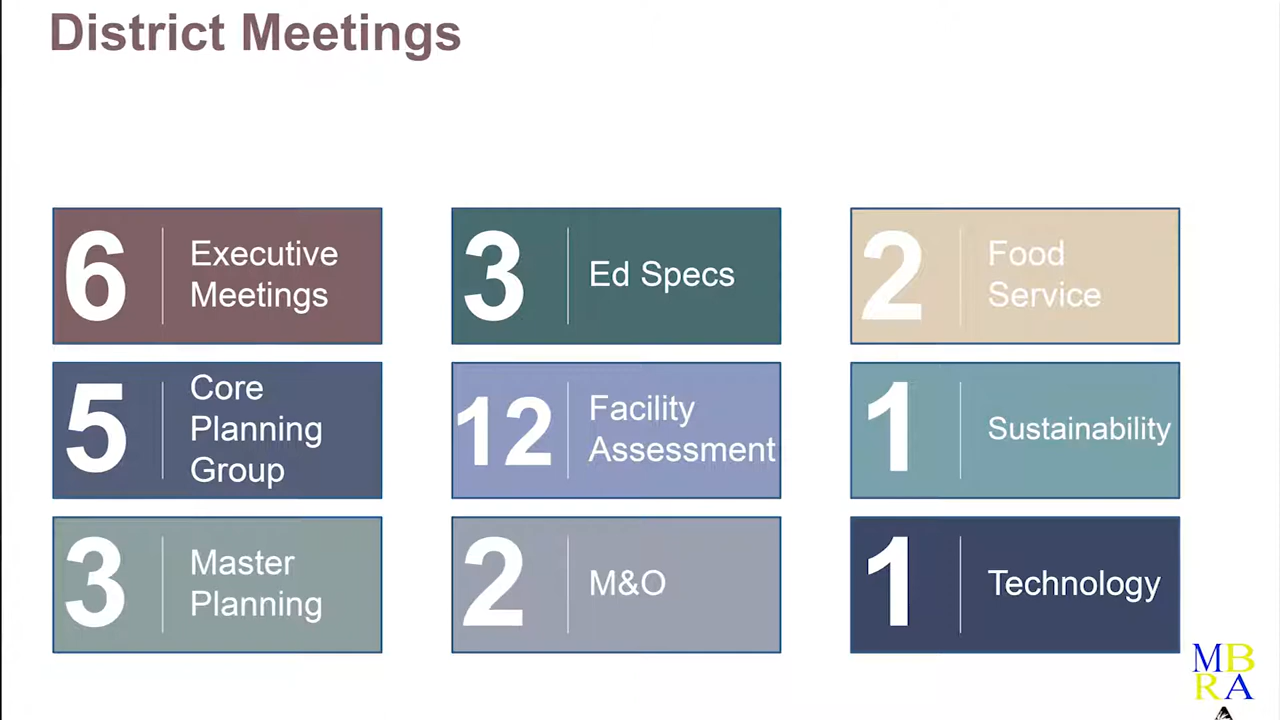 District Meetings
6
Executive
Meetings
3
Ed Specs
2
Food
Service
5
Core
Planning
Group
12
Facility
Assessment
1
Sustainability
3
Master
Planning
2
M&O
1
Technology
MB
RA